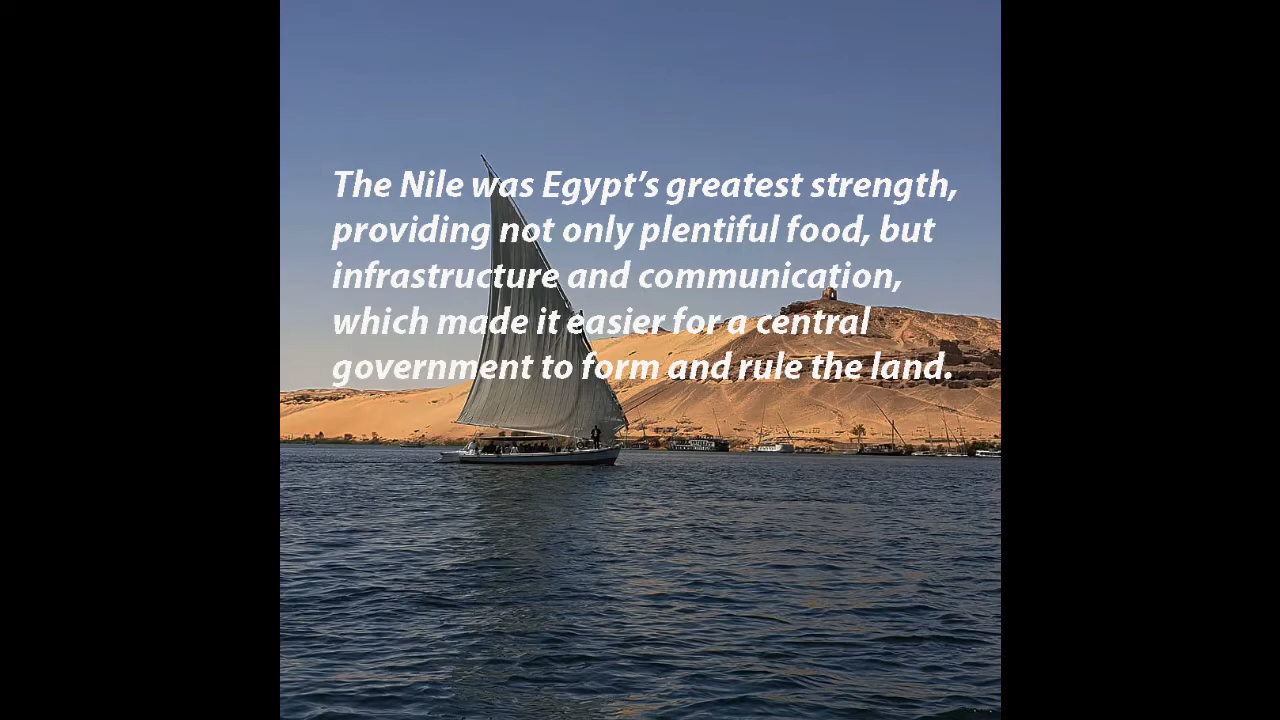 The Nile was Egypt’s greatest strength,
providing not only plentiful food, but
infrastructure and communication,
which made it easier for a central
government to form and rule the land.